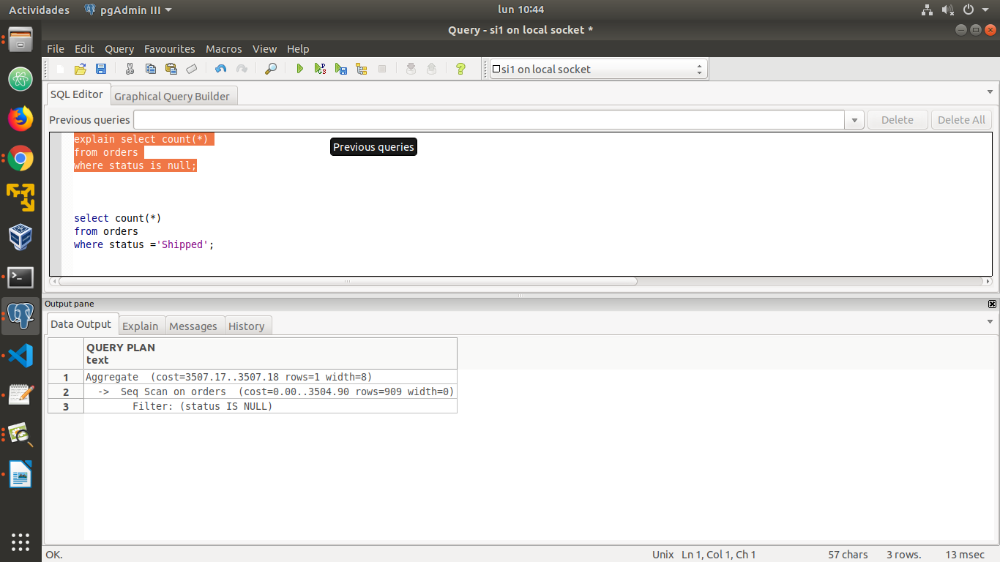 Actividades pgAdmin III lun 10:44
Query - si1 on local socket *
File Edit Query Favourites Macros View Help
si1 on local socket
SQL Editor Graphical Query Builder
Previous queries Delete Delete All
explain select count(*)
from orders
where status is null;
Previous queries
select count(*)
from orders
where status ='Shipped';
Output pane
Data Output Explain Messages History
QUERY PLAN
text
1 Aggregate (cost=3507.17..3507.18 rows=1 width=8)
2 -> Seq Scan on orders (cost=0.00..3504.90 rows=909 width=0)
3 Filter: (status IS NULL)
OK. Unix Ln 1, Col 1, Ch 1 57 chars 3 rows. 13 msec